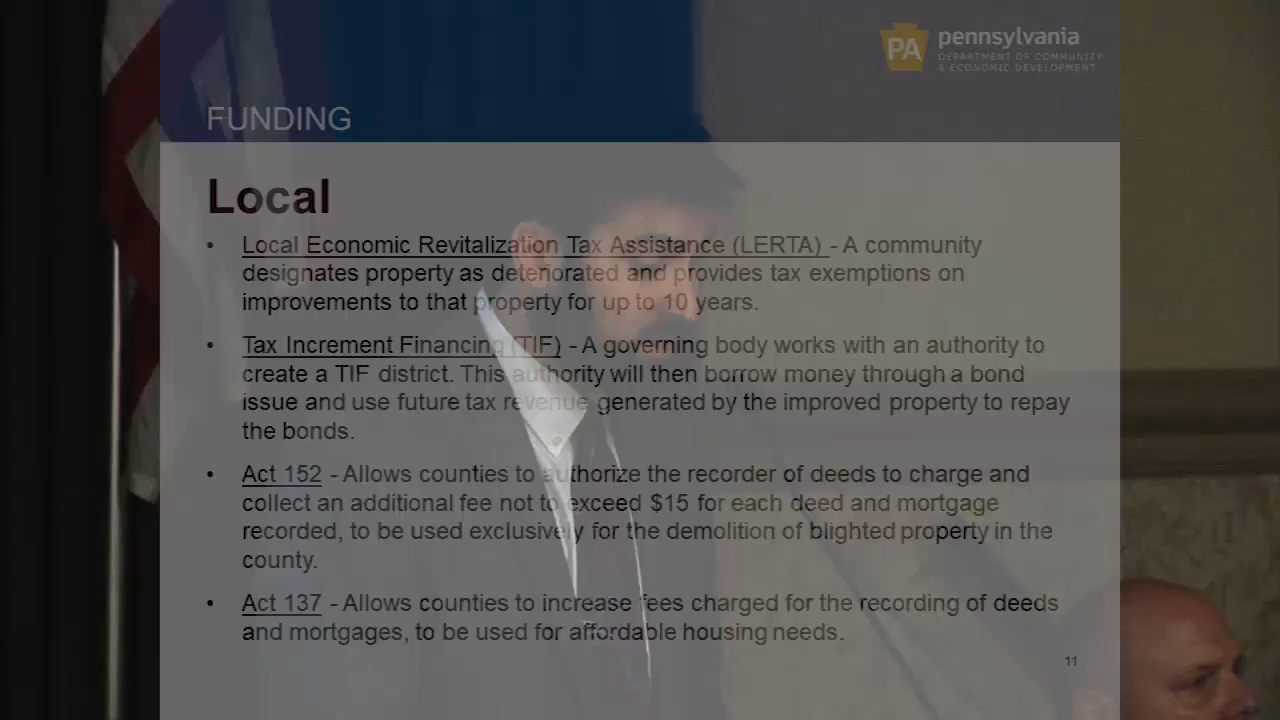 PA pennsylvania
DEPARTMENT OF COMMUNITY
& ECONOMIC DEVELOPMENT
FUNDING
Local
• Local Economic Revitalization Tax Assistance (LERTA) - A community
designates property as deteriorated and provides tax exemptions on
improvements to that property for up to 10 years.
• Tax Increment Financing (TIF) - A governing body works with an authority to
create a TIF district. This authority will then borrow money through a bond
issue and use future tax revenue generated by the improved property to repay
the bonds.
• Act 152 - Allows counties to authorize the recorder of deeds to charge and
collect an additional fee not to exceed $15 for each deed and mortgage
recorded, to be used exclusively for the demolition of blighted property in the
county.
• Act 137 - Allows counties to increase fees charged for the recording of deeds
and mortgages, to be used for affordable housing needs.
11